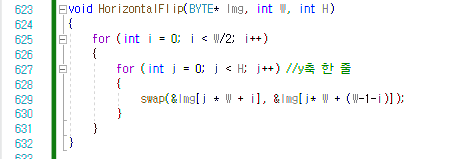 623 void HorizontalFlip(BYTE* Img, int W, int H)
624 {
625 for (int i = 0; i < W/2; i++)
626 {
627 for (int j = 0; j < H; j++) //y축 한 줄
628 {
629 swap(&Img[j * W + i], &Img[j* W + (W-1-i)]);
630 }
631 }
632 }